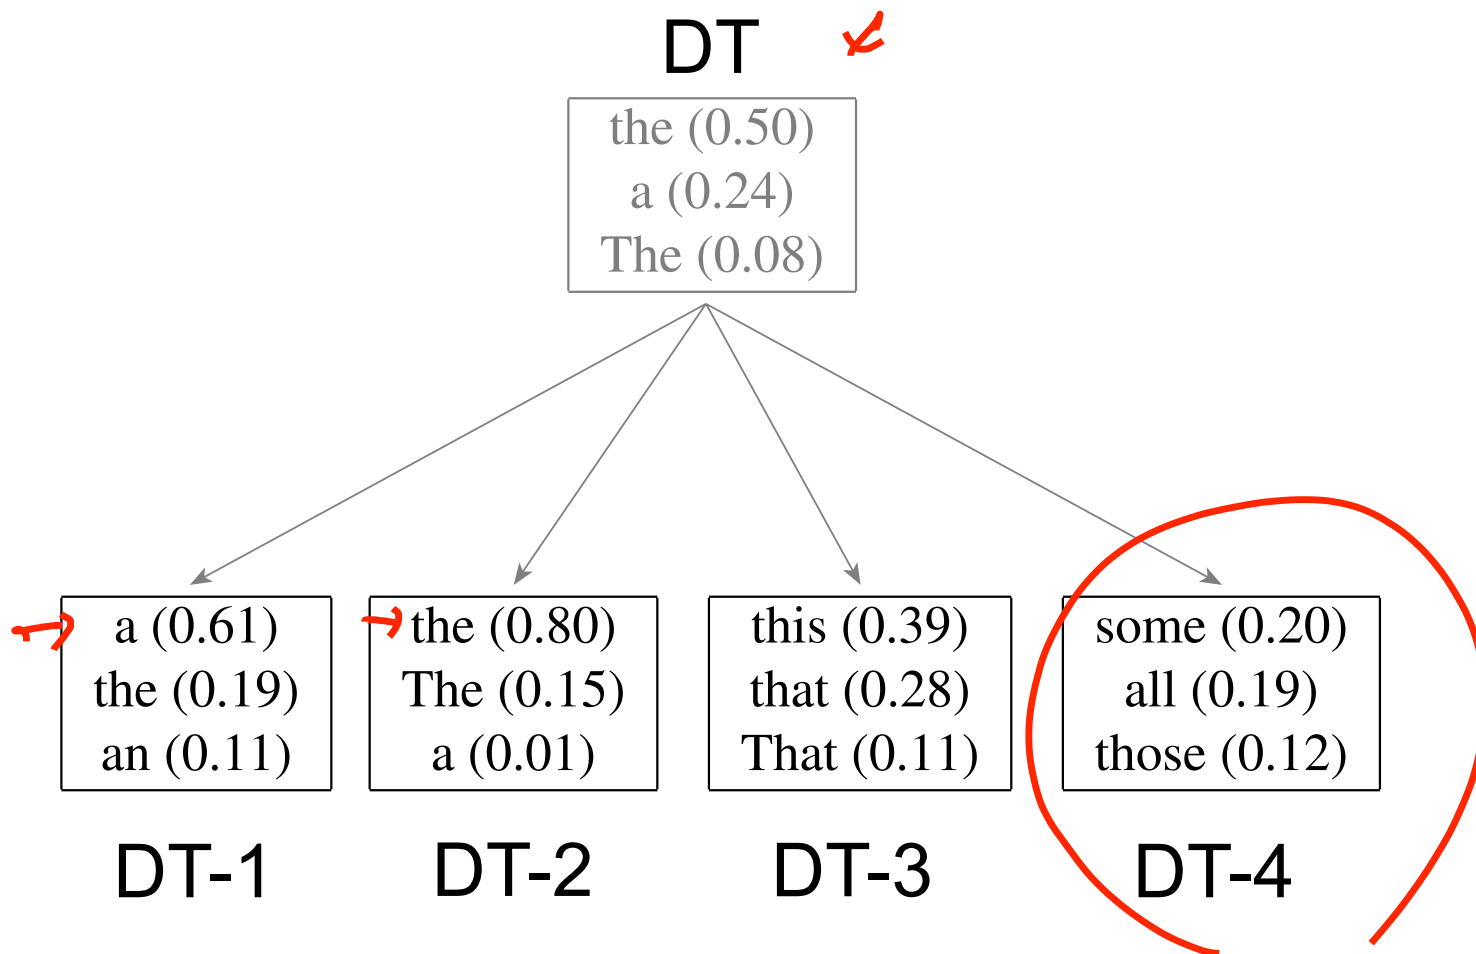 DT
the (0.50)
a (0.24)
The (0.08)
a (0.61)
the (0.19)
an (0.11)
DT-1
the (0.80)
The (0.15)
a (0.01)
DT-2
this (0.39)
that (0.28)
That (0.11)
DT-3
some (0.20)
all (0.19)
those (0.12)
DT-4